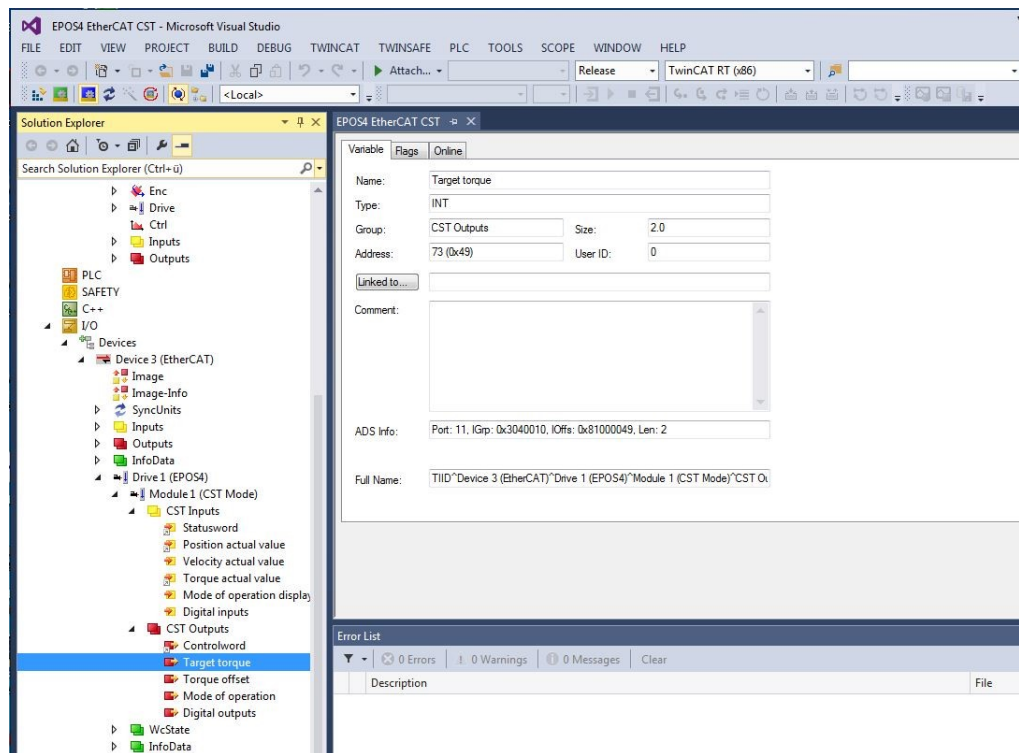 EPOS4 EtherCAT CST - Microsoft Visual Studio
FILE EDIT VIEW PROJECT BUILD DEBUG TWINCAT TWINSAFE PLC TOOLS SCOPE WINDOW HELP
Attach... Release TwinCAT RT (x86)
<Local>
Solution Explorer
Search Solution Explorer (Ctrl+ü)
Enc
Drive
Ctrl
Inputs
Outputs
PLC
SAFETY
C++
I/O
Devices
Device 3 (EtherCAT)
Image
Image-Info
SyncUnits
Inputs
Outputs
InfoData
Drive 1 (EPOS4)
Module 1 (CST Mode)
CST Inputs
Statusword
Position actual value
Velocity actual value
Torque actual value
Mode of operation display
Digital inputs
CST Outputs
Controlword
Target torque
Torque offset
Mode of operation
Digital outputs
WcState
InfoData
EPOS4 EtherCAT CST
Variable Flags Online
Name: Target torque
Type: INT
Group: CST Outputs Size: 2.0
Address: 73 (0x49) User ID: 0
Linked to...
Comment:
ADS Info: Port: 11, IGrp: 0x3040010, IOffs: 0x81000049, Len: 2
Full Name: TIID^Device 3 (EtherCAT)^Drive 1 (EPOS4)^Module 1 (CST Mode)^CST Ou
Error List
0 Errors 0 Warnings 0 Messages Clear
Description File